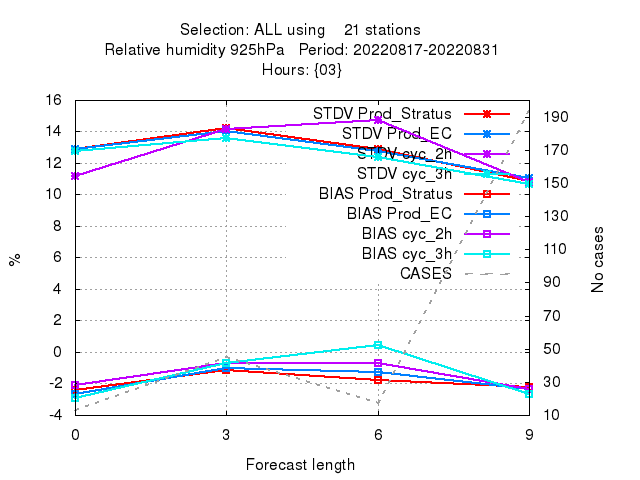 Selection: ALL using 21 stations
Relative humidity 925hPa Period: 20220817-20220831
Hours: {03}
16
14
12
10
8
6
4
2
0
-2
-4
%
STDV Prod_Stratus
STDV Prod_EC
STDV cyc_2h
STDV cyc_3h
BIAS Prod_Stratus
BIAS Prod_EC
BIAS cyc_2h
BIAS cyc_3h
CASES
190
170
150
130
110
90
70
50
30
10
No cases
0 3 6 9
Forecast length